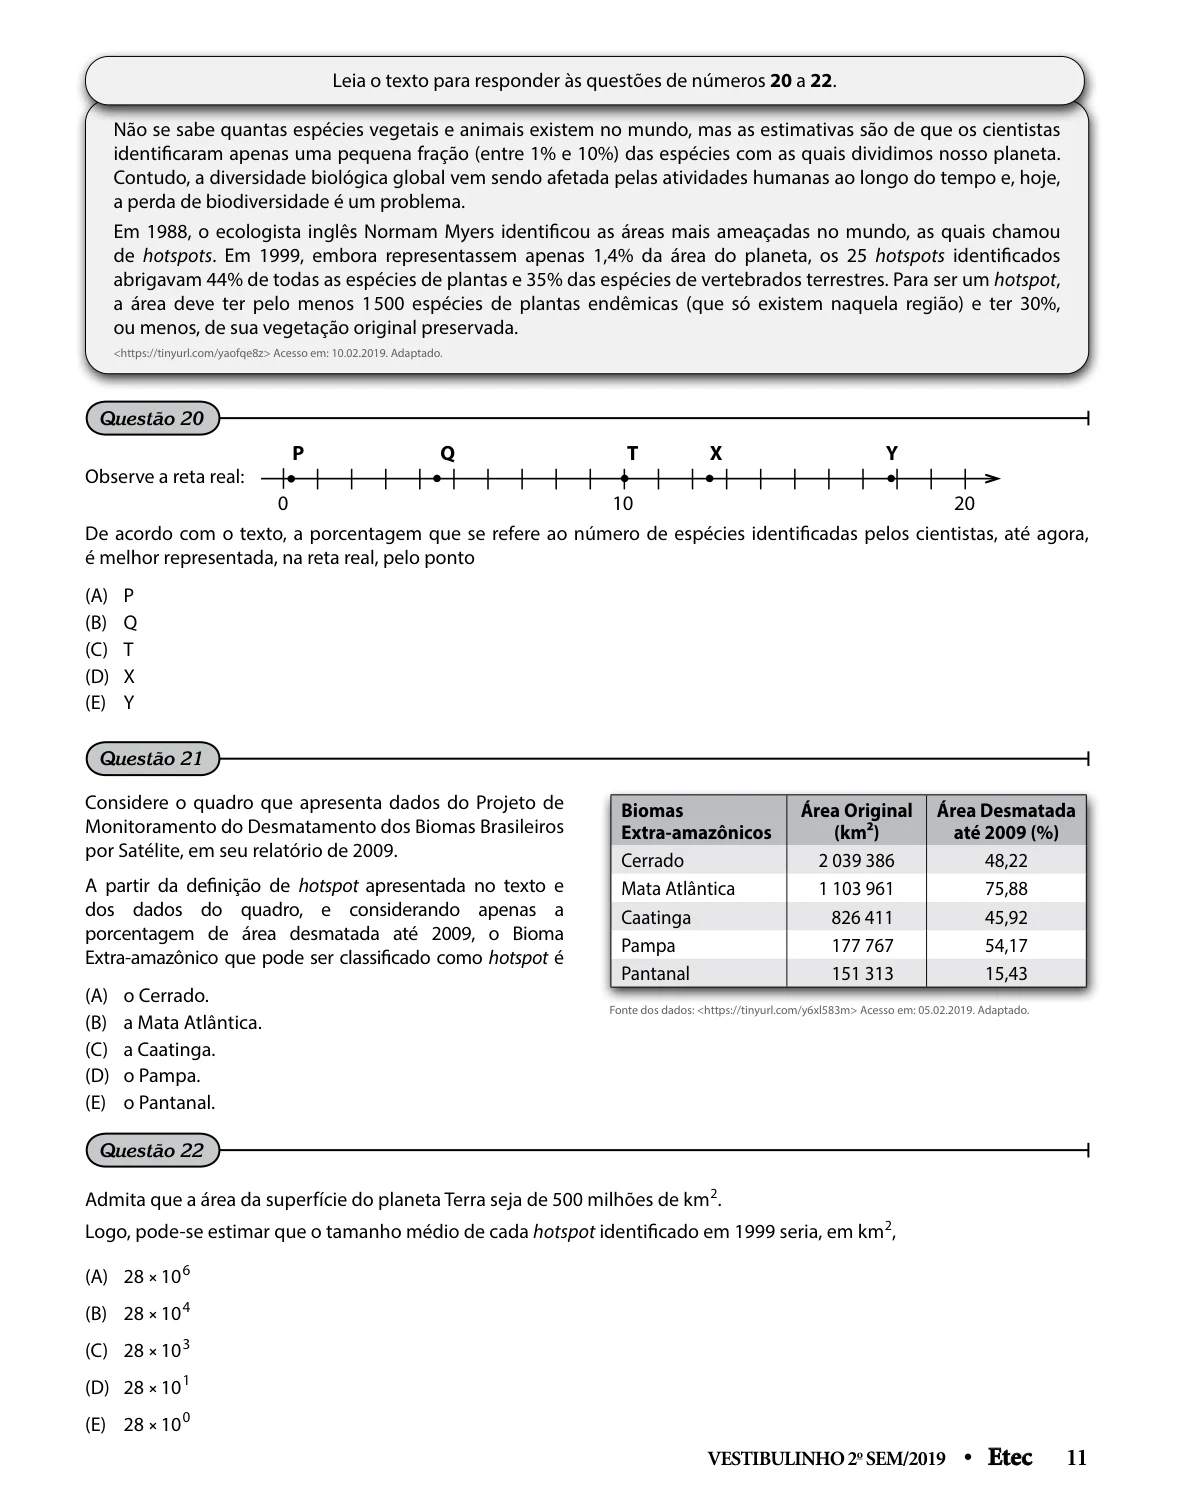 Leia o texto para responder às questões de números 20 a 22.
Não se sabe quantas espécies vegetais e animais existem no mundo, mas as estimativas são de que os cientistas
identificaram apenas uma pequena fração (entre 1% e 10%) das espécies com as quais dividimos nosso planeta.
Contudo, a diversidade biológica global vem sendo afetada pelas atividades humanas ao longo do tempo e, hoje,
a perda de biodiversidade é um problema.
Em 1988, o ecologista inglês Normam Myers identificou as áreas mais ameaçadas no mundo, as quais chamou
de hotspots. Em 1999, embora representassem apenas 1,4% da área do planeta, os 25 hotspots identificados
abrigavam 44% de todas as espécies de plantas e 35% das espécies de vertebrados terrestres. Para ser um hotspot,
a área deve ter pelo menos 1 500 espécies de plantas endêmicas (que só existem naquela região) e ter 30%,
ou menos, de sua vegetação original preservada.
<https://tinyurl.com/yaofqe8z> Acesso em: 10.02.2019. Adaptado.
Questão 20
P Q T X Y
Observe a reta real:
0 10 20
De acordo com o texto, a porcentagem que se refere ao número de espécies identificadas pelos cientistas, até agora,
é melhor representada, na reta real, pelo ponto
(A) P
(B) Q
(C) T
(D) X
(E) Y
Questão 21
Considere o quadro que apresenta dados do Projeto de
Monitoramento do Desmatamento dos Biomas Brasileiros
por Satélite, em seu relatório de 2009.
A partir da definição de hotspot apresentada no texto e
dos dados do quadro, e considerando apenas a
porcentagem de área desmatada até 2009, o Bioma
Extra-amazônico que pode ser classificado como hotspot é
(A) o Cerrado.
(B) a Mata Atlântica.
(C) a Caatinga.
(D) o Pampa.
(E) o Pantanal.
Biomas Área Original Área Desmatada
Extra-amazônicos (km²) até 2009 (%)
Cerrado 2 039 386 48,22
Mata Atlântica 1 103 961 75,88
Caatinga 826 411 45,92
Pampa 177 767 54,17
Pantanal 151 313 15,43
Fonte dos dados: <https://tinyurl.com/y6xl583m> Acesso em: 05.02.2019. Adaptado.
Questão 22
Admita que a área da superfície do planeta Terra seja de 500 milhões de km².
Logo, pode-se estimar que o tamanho médio de cada hotspot identificado em 1999 seria, em km²,
(A) 28 × 10⁶
(B) 28 × 10⁴
(C) 28 × 10³
(D) 28 × 10¹
(E) 28 × 10⁰
VESTIBULINHO 2º SEM/2019 • Etec 11